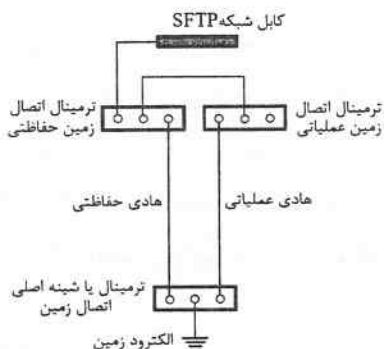 کابل شبکه SFTP
ترمینال اتصال
زمین حفاظتی
ترمینال اتصال
زمین عملیاتی
هادی حفاظتی
هادی عملیاتی
ترمینال یا شینه اصلی
اتصال زمین
الکترود زمین